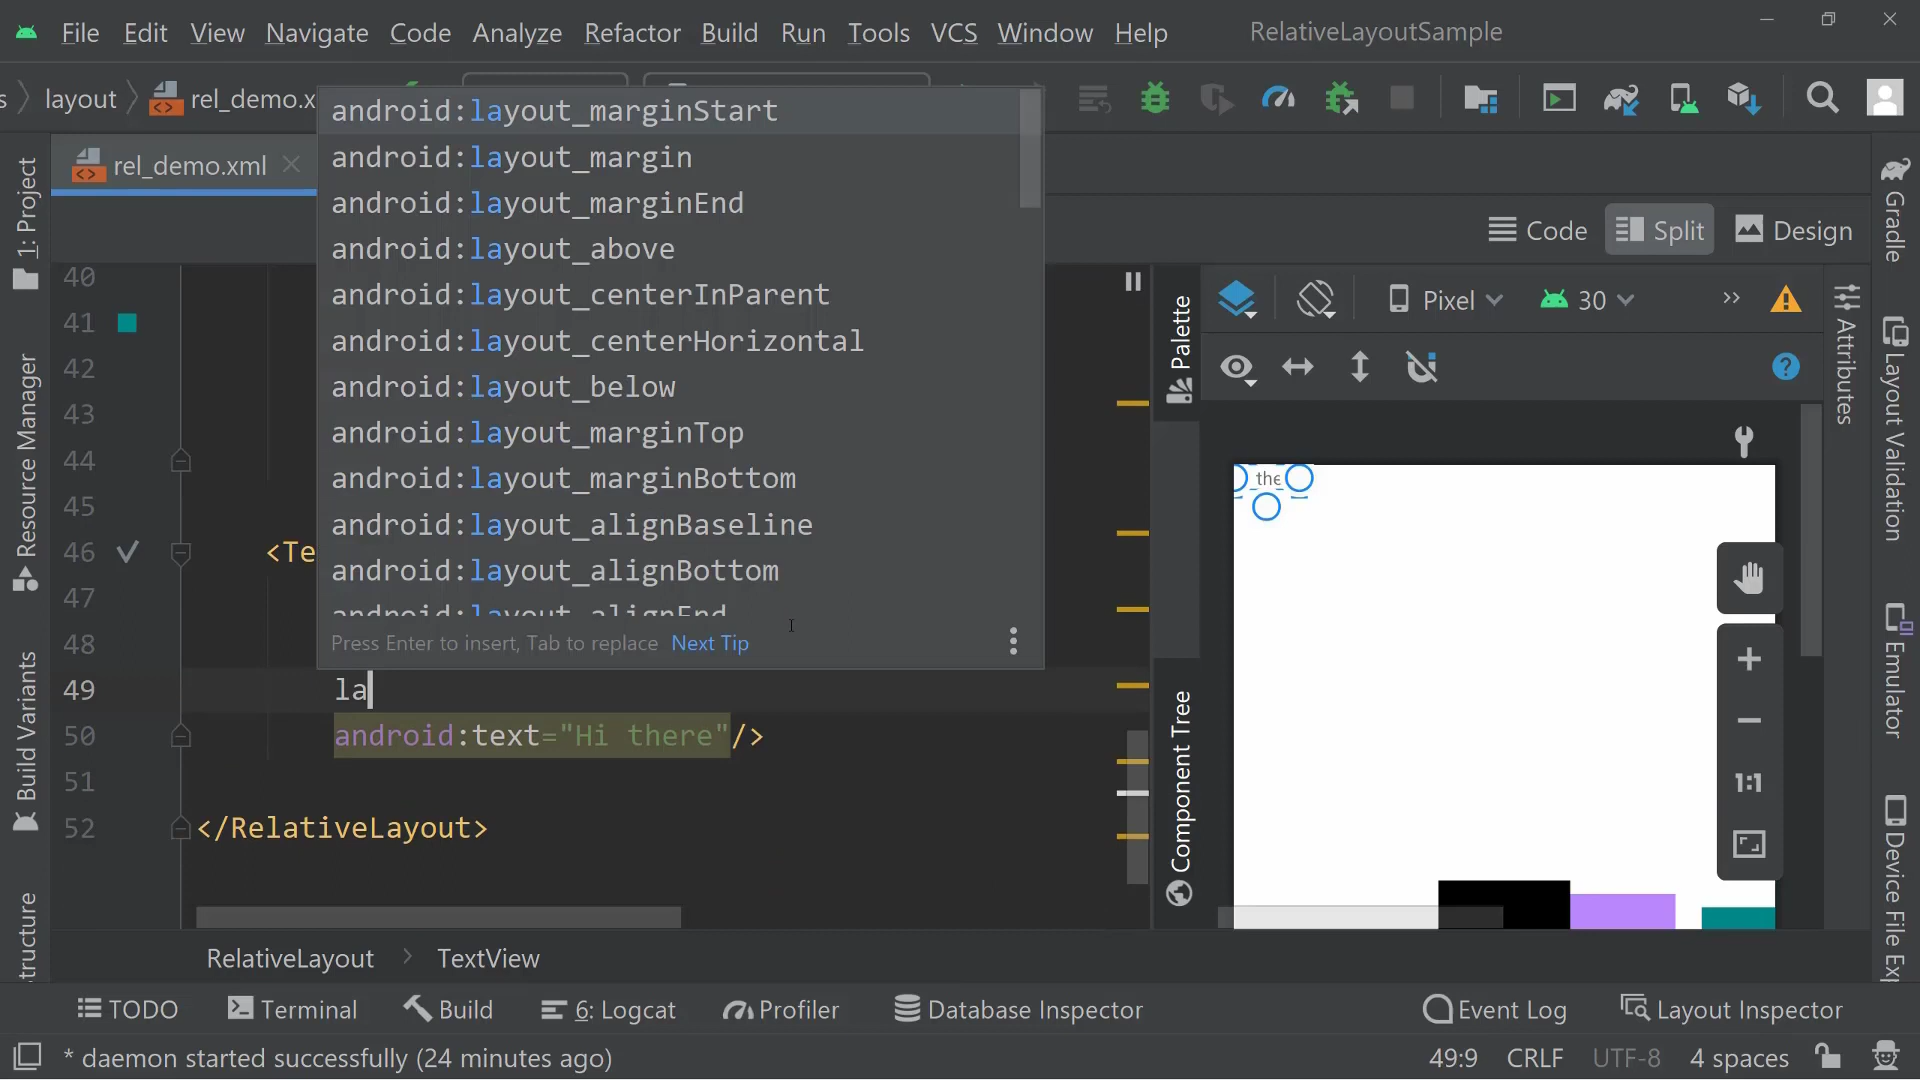 File Edit View Navigate Code Analyze Refactor Build Run Tools VCS Window Help RelativeLayoutSample
layout rel_demo.x
rel_demo.xml
Code Split Design
android:layout_marginStart
android:layout_margin
android:layout_marginEnd
android:layout_above
android:layout_centerInParent
android:layout_centerHorizontal
android:layout_below
android:layout_marginTop
android:layout_marginBottom
android:layout_alignBaseline
android:layout_alignBottom
android:layout_alignEnd
Press Enter to insert, Tab to replace Next Tip
40
41
42
43
44
45
46 <Te
47
48
49 la
50 android:text="Hi there"/>
51
52 </RelativeLayout>
Pixel 30
the
1:1
1: Project
Resource Manager
Build Variants
Palette
Component Tree
Attributes
Gradle
Layout Validation
Emulator
Device File Ex
RelativeLayout TextView
TODO Terminal Build 6: Logcat Profiler Database Inspector Event Log Layout Inspector
* daemon started successfully (24 minutes ago) 49:9 CRLF UTF-8 4 spaces